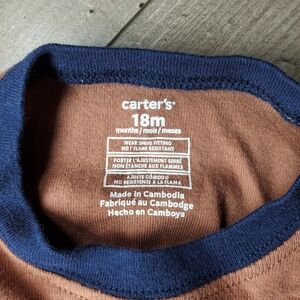 carter's
18m
months / mois / meses
WEAR SNUG FITTING
NOT FLAME RESISTANT
PORTEZ L'AJUSTEMENT SERRÉ
NON ÉTANCHE AUX FLAMMES
AJUSTE CÓMODO
NO RESISTENTE A LA FLAMA
Made in Cambodia
Fabriqué au Cambodge
Hecho en Camboya